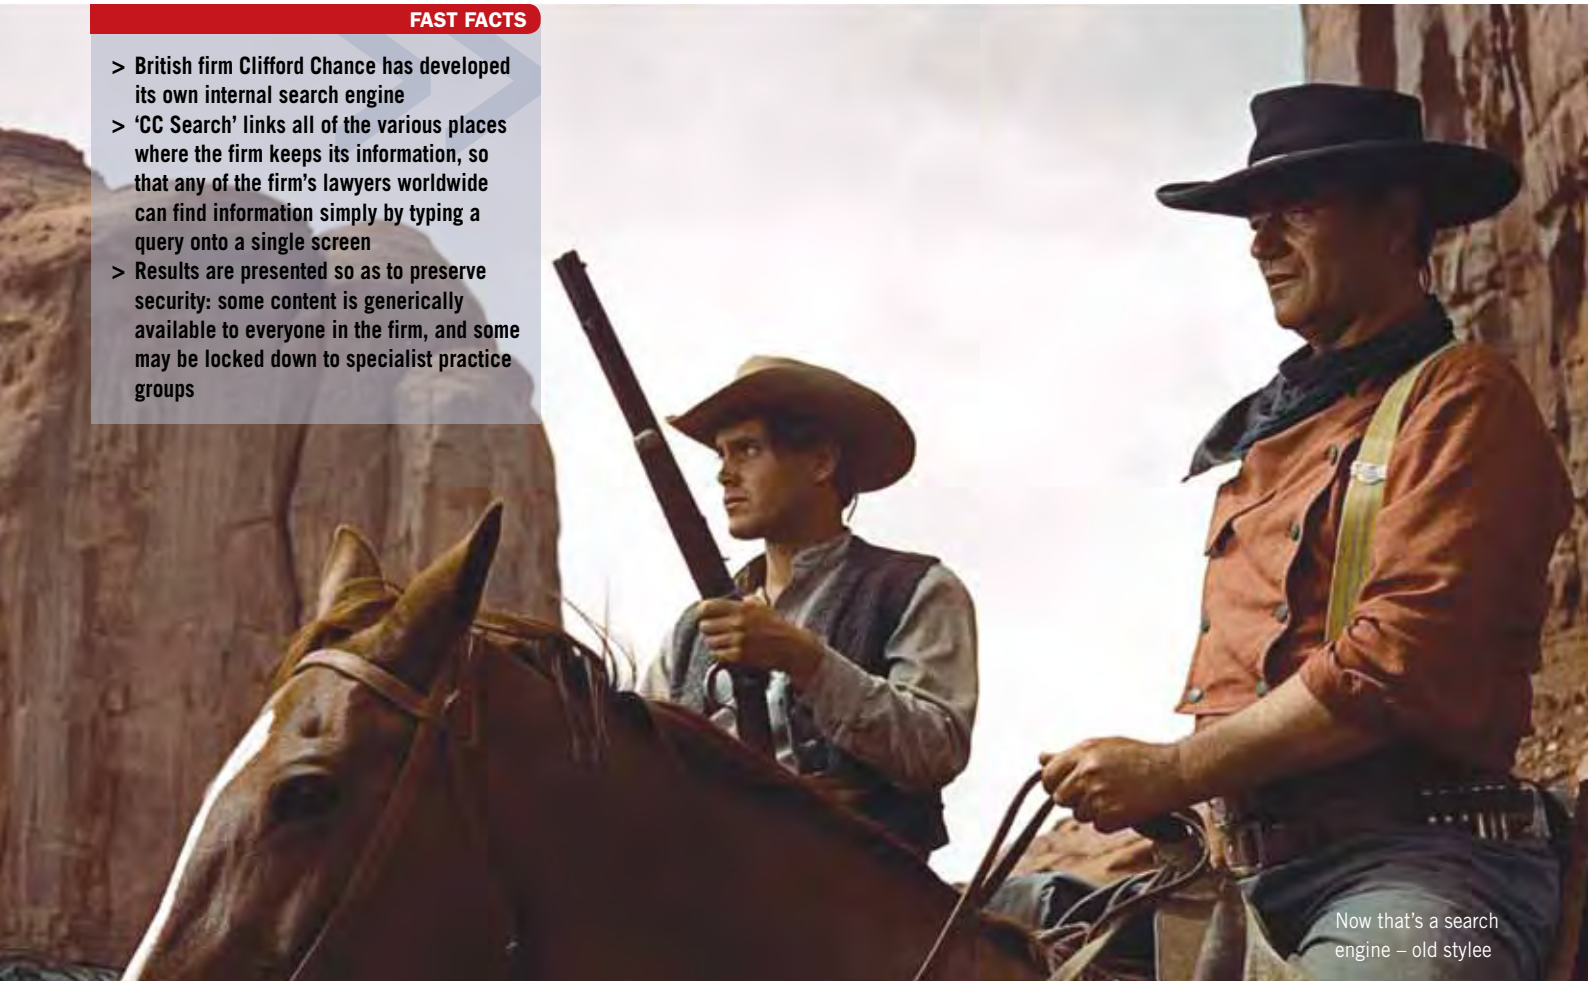 FAST FACTS
> British firm Clifford Chance has developed
its own internal search engine
> ‘CC Search’ links all of the various places
where the firm keeps its information, so
that any of the firm’s lawyers worldwide
can find information simply by typing a
query onto a single screen
> Results are presented so as to preserve
security: some content is generically
available to everyone in the firm, and some
may be locked down to specialist practice
groups
Now that’s a search
engine – old stylee